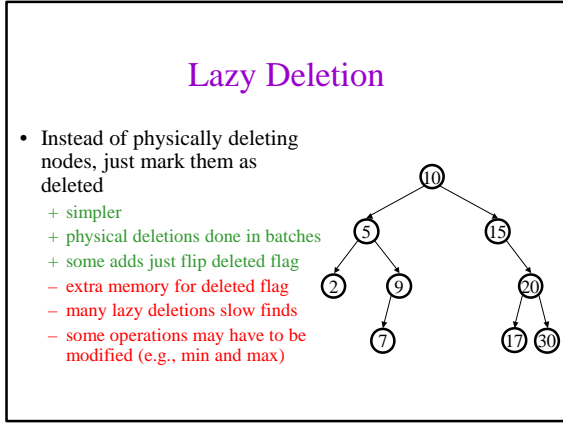 Lazy Deletion
• Instead of physically deleting
nodes, just mark them as
deleted
+ simpler
+ physical deletions done in batches
+ some adds just flip deleted flag
– extra memory for deleted flag
– many lazy deletions slow finds
– some operations may have to be
modified (e.g., min and max)
10
5 15
2 9 20
7 17 30